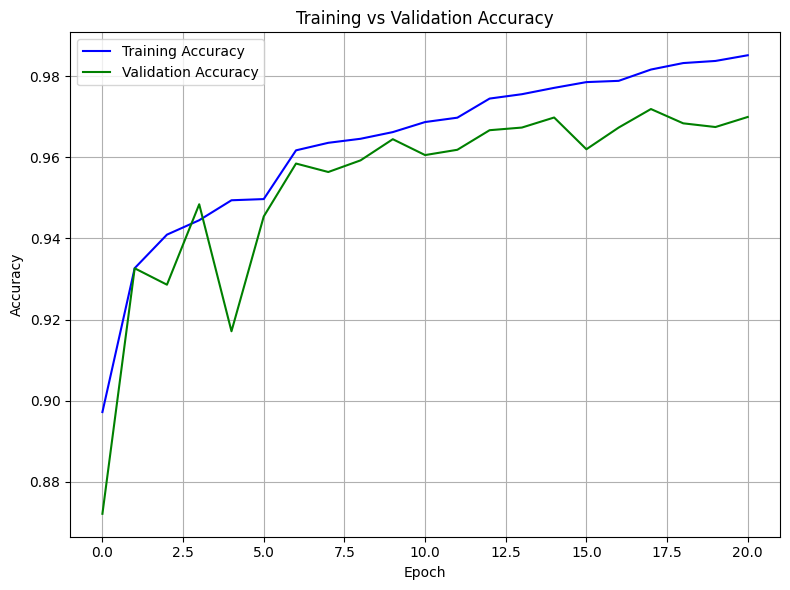 Training vs Validation Accuracy
Training Accuracy
Validation Accuracy
0.98
0.96
0.94
0.92
0.90
0.88
Accuracy
0.0 2.5 5.0 7.5 10.0 12.5 15.0 17.5 20.0
Epoch